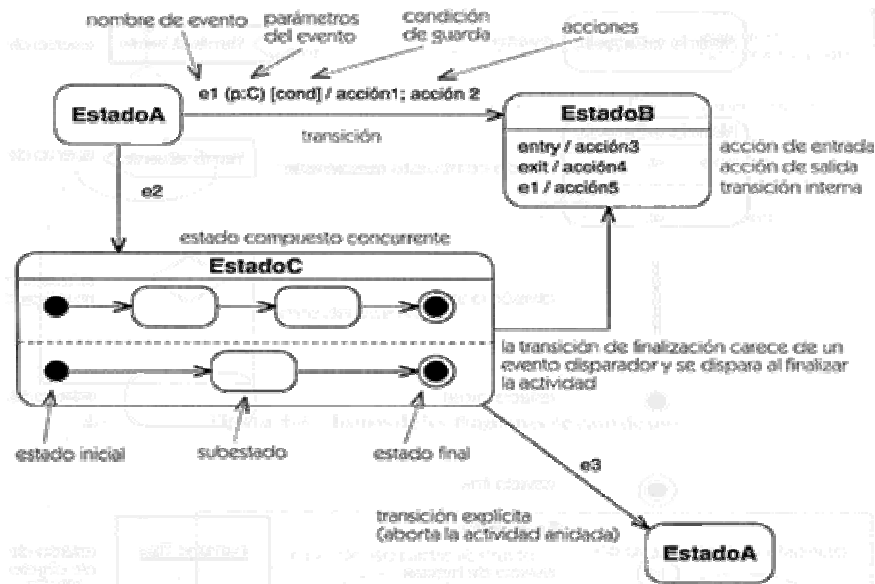 nombre de evento
parámetros
del evento
condición
de guarda
acciones
e1 (p:C) [cond] / acción1; acción 2
EstadoA
transición
EstadoB
entry / acción3
exit / acción4
e1 / acción5
acción de entrada
acción de salida
transición interna
e2
estado compuesto concurrente
EstadoC
la transición de finalización carece de un
evento disparador y se dispara al finalizar
la actividad
estado inicial
subestado
estado final
e3
transición explícita
(aborta la actividad anidada)
EstadoA